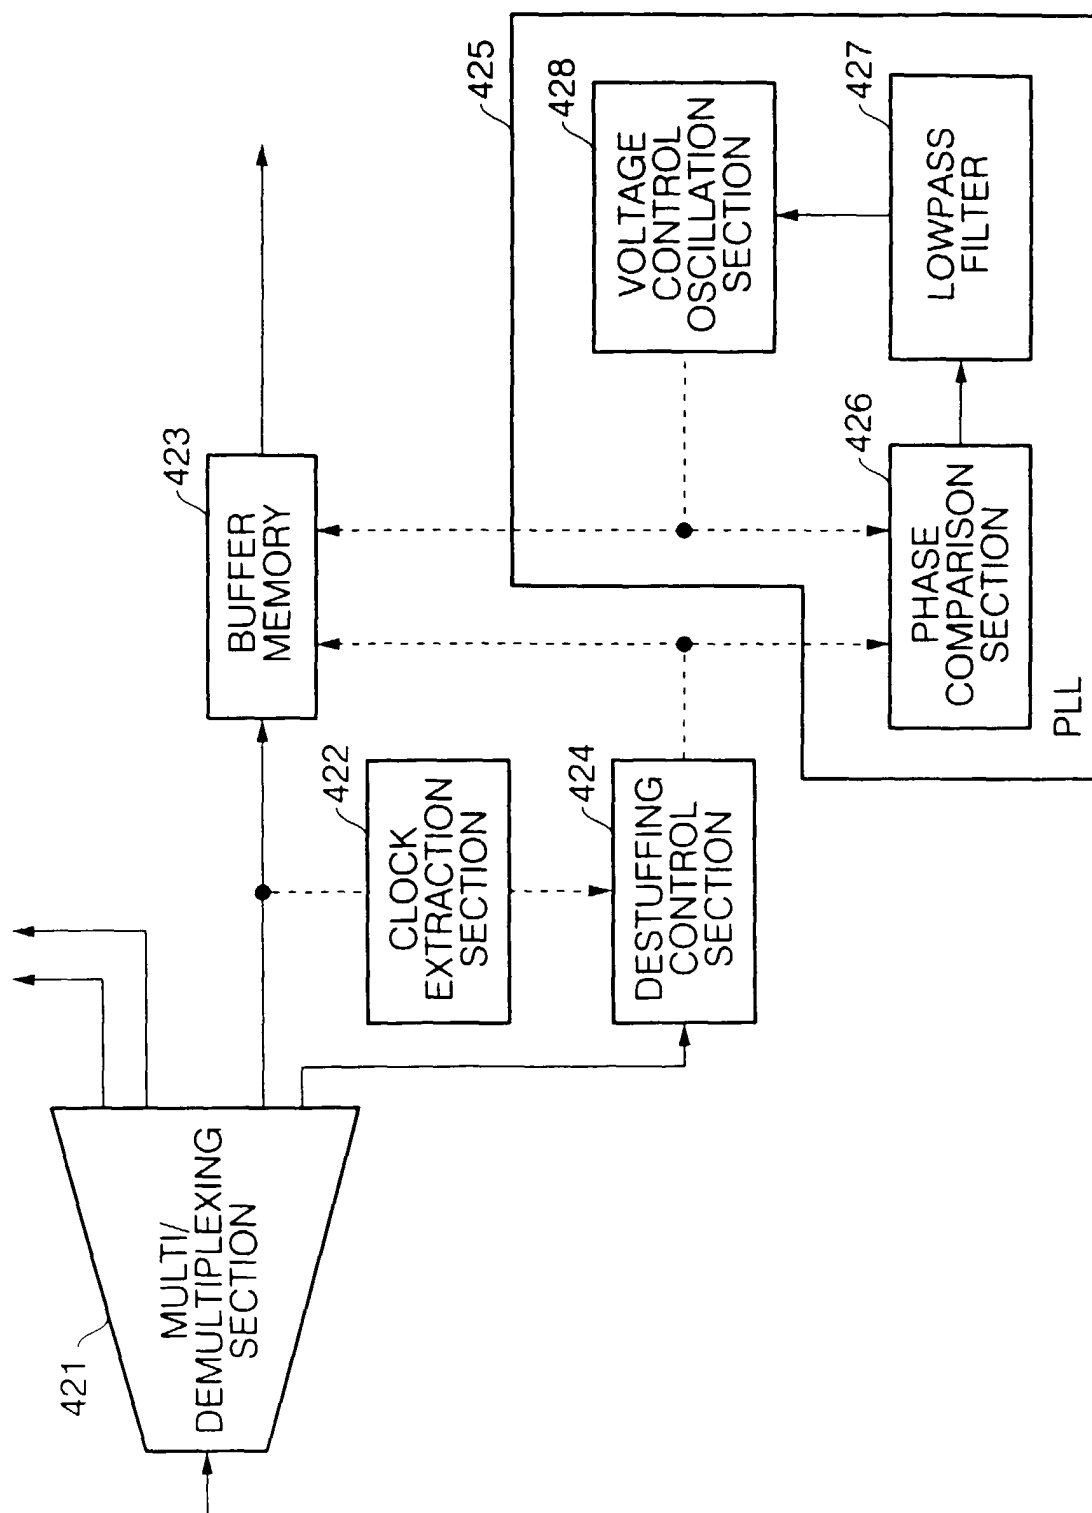 421
MULTI/
DEMULTIPLEXING
SECTION
422
CLOCK
EXTRACTION
SECTION
423
BUFFER
MEMORY
424
DESTUFFING
CONTROL
SECTION
425
428
VOLTAGE
CONTROL
OSCILLATION
SECTION
426
PHASE
COMPARISON
SECTION
427
LOWPASS
FILTER
PLL